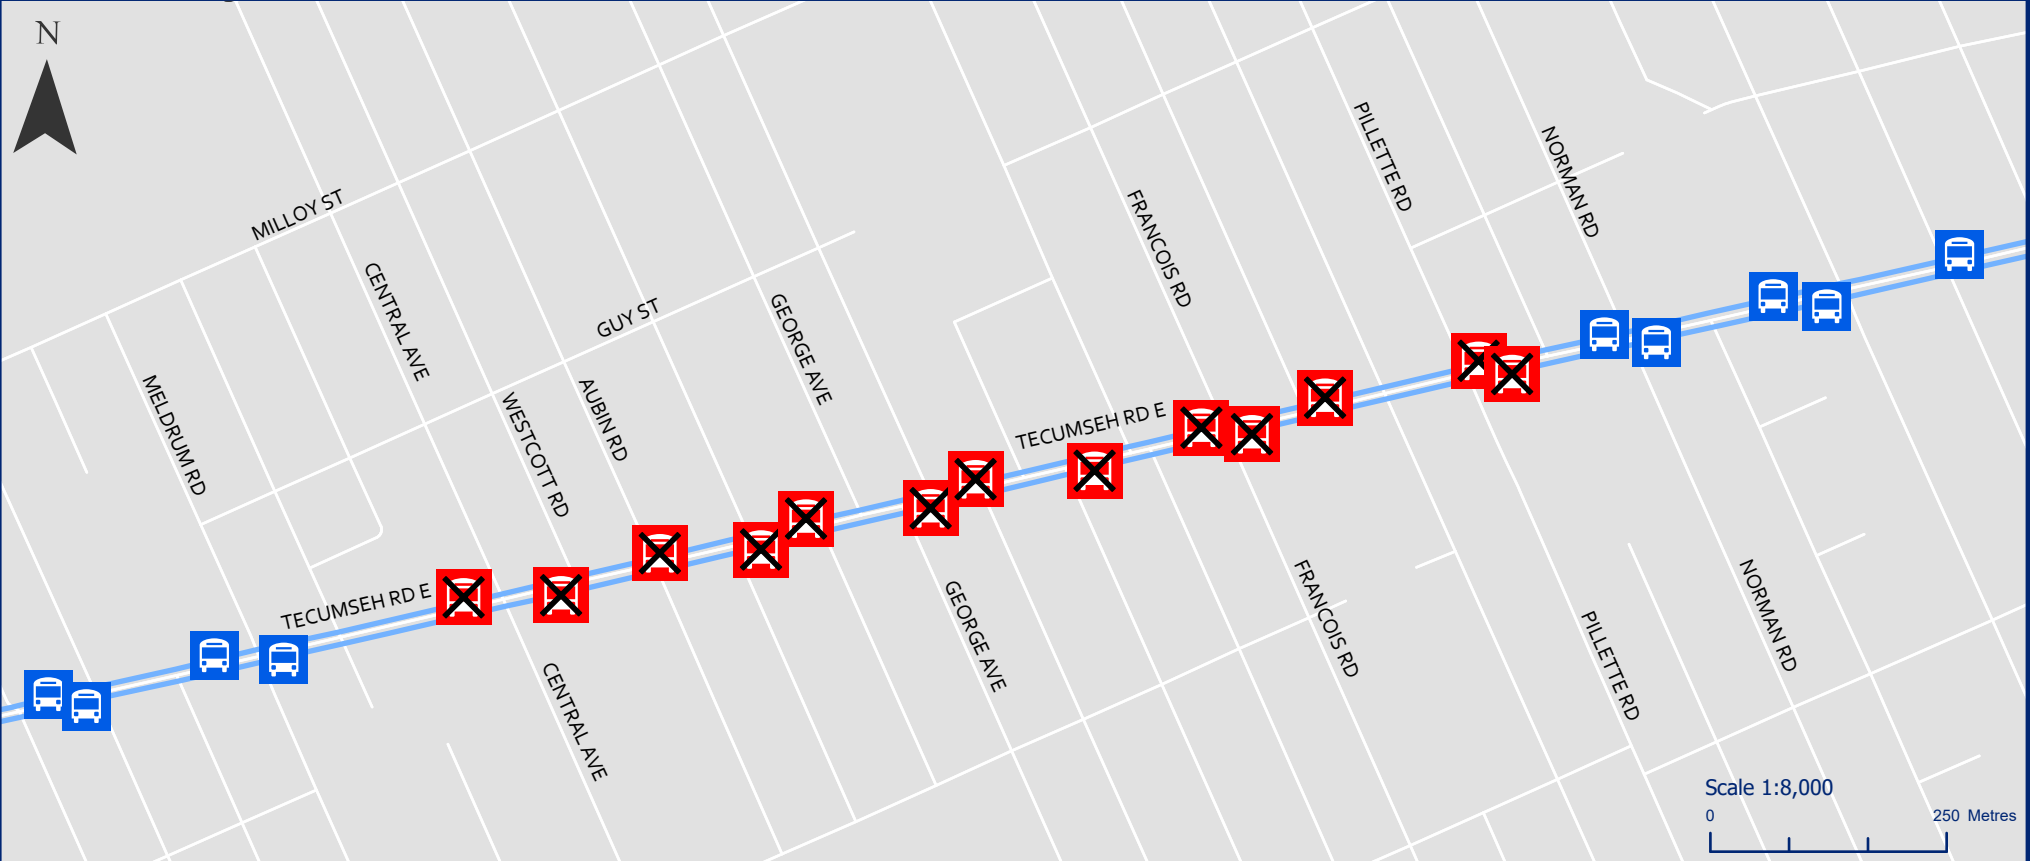 N
MILLOY ST
CENTRAL AVE
GUY ST
GEORGE AVE
FRANCOIS RD
PILLETTE RD
NORMAN RD
MELDRUM RD
WESTCOTT RD
AUBIN RD
TECUMSEH RD E
TECUMSEH RD E
CENTRAL AVE
GEORGE AVE
FRANCOIS RD
PILLETTE RD
NORMAN RD
Scale 1:8,000
0 250 Metres